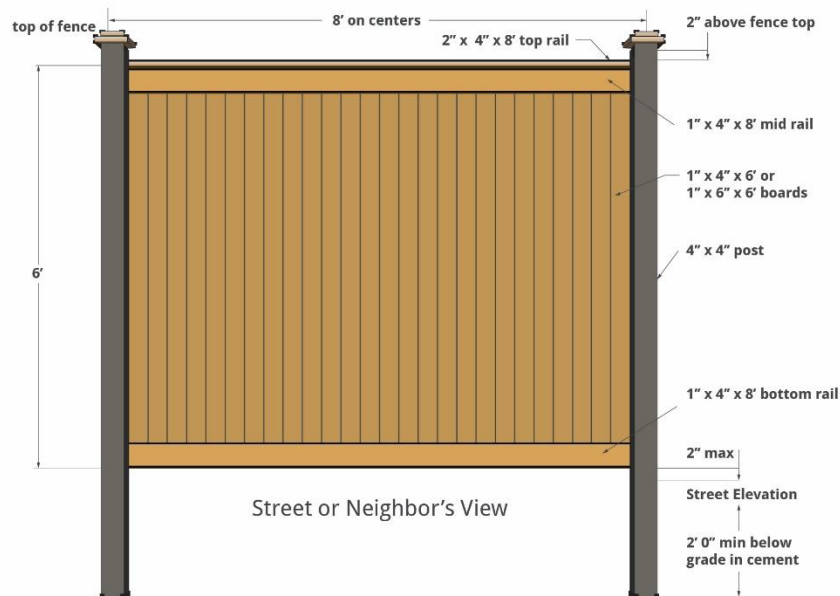 8’ on centers
2” above fence top
top of fence
2” x 4” x 8’ top rail
1” x 4” x 8’ mid rail
1” x 4” x 6’ or
1” x 6” x 6’ boards
4” x 4” post
6’
1” x 4” x 8’ bottom rail
2” max
Street Elevation
Street or Neighbor’s View
2’ 0” min below
grade in cement